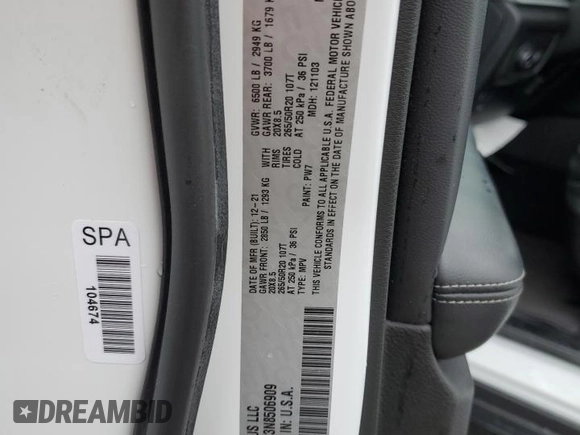 US LLC
3N8506909
IN: U.S.A.
DATE OF MFR (BUILT): 12-21
GAWR FRONT: 2850 LB / 1293 KG
20X8.5
265/50R20 107T
AT 250 kPa / 36 PSI
TYPE: MPV
WITH
RIMS
TIRES
COLD
PAINT: PW7
GVWR: 6500 LB / 2949 KG
GAWR REAR: 3700 LB / 1679 K
20X8.5
265/50R20 107T
AT 250 kPa / 36 PSI
MDH: 121103
THIS VEHICLE CONFORMS TO ALL APPLICABLE U.S.A. FEDERAL MOTOR VEHIC
STANDARDS IN EFFECT ON THE DATE OF MANUFACTURE SHOWN ABO
SPA
104674
DREAMBID